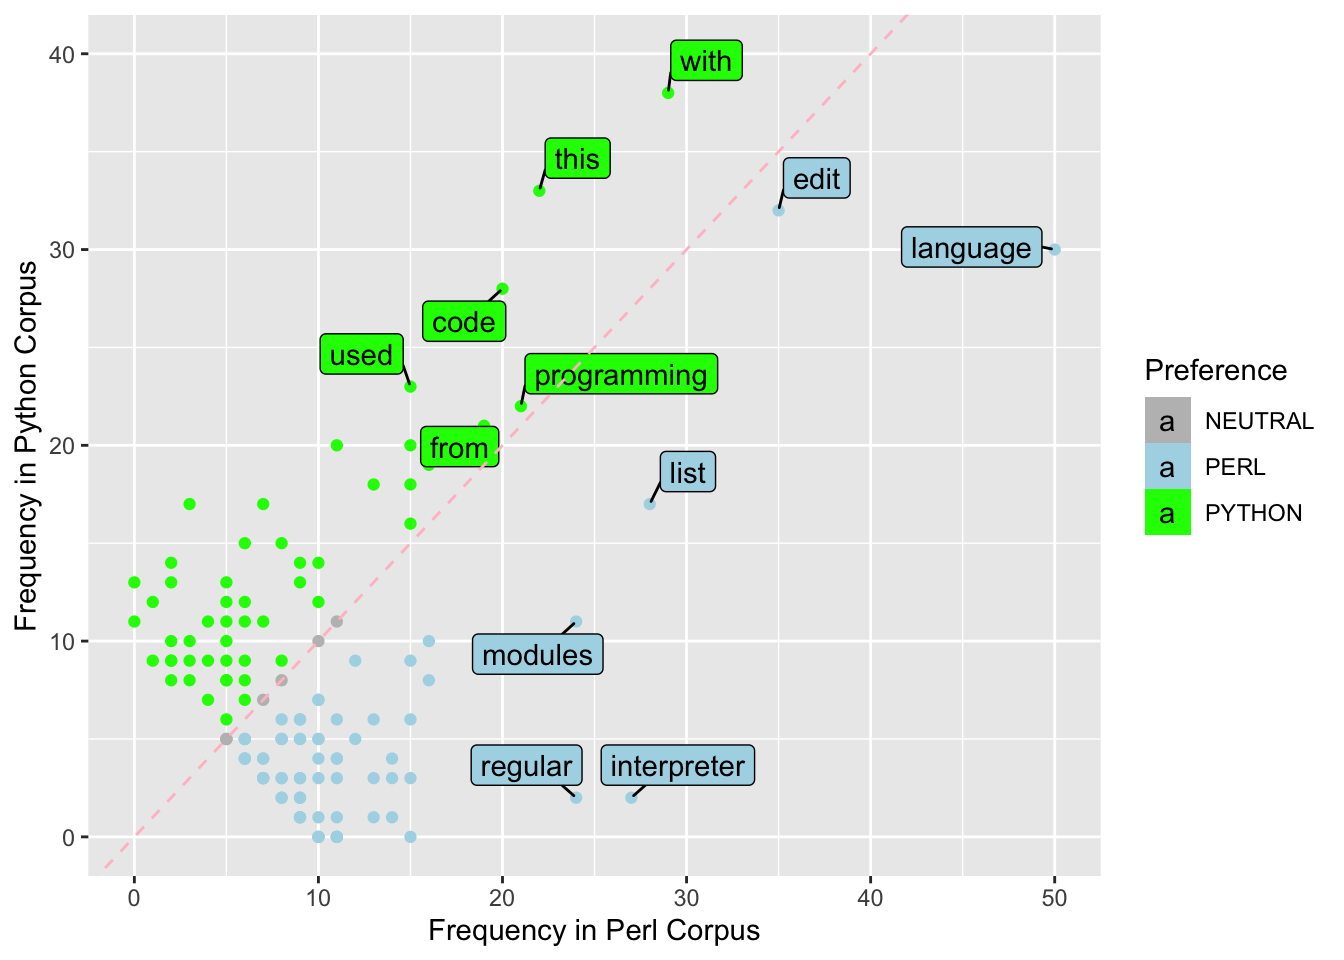 40
30
20
10
0
0
10
20
30
40
50
Frequency in Python Corpus
Frequency in Perl Corpus
with
this
edit
language
code
used
programming
from
list
modules
regular
interpreter
Preference
a NEUTRAL
a PERL
a PYTHON